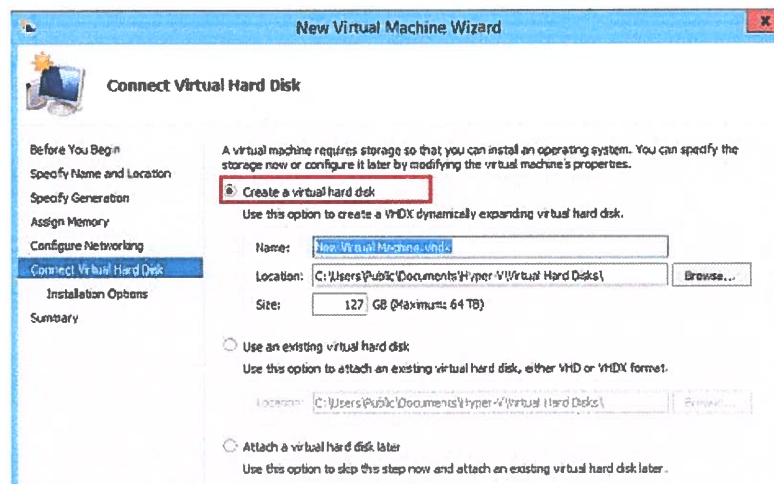 New Virtual Machine Wizard
Connect Virtual Hard Disk
Before You Begin
Specify Name and Location
Specify Generation
Assign Memory
Configure Networking
Connect Virtual Hard Disk
Installation Options
Summary
A virtual machine requires storage so that you can install an operating system. You can specify the
storage now or configure it later by modifying the virtual machine's properties.
Create a virtual hard disk
Use this option to create a VHDX dynamically expanding virtual hard disk.
Name: New Virtual Machine.vhdx
Location: C:\Users\Public\Documents\Hyper-V\Virtual Hard Disks\ Browse...
Size: 127 GB (Maximum: 64 TB)
Use an existing virtual hard disk
Use this option to attach an existing virtual hard disk, either VHD or VHDX format.
Location: C:\Users\Public\Documents\Hyper-V\Virtual Hard Disks\ Browse...
Attach a virtual hard disk later
Use this option to skip this step now and attach an existing virtual hard disk later.